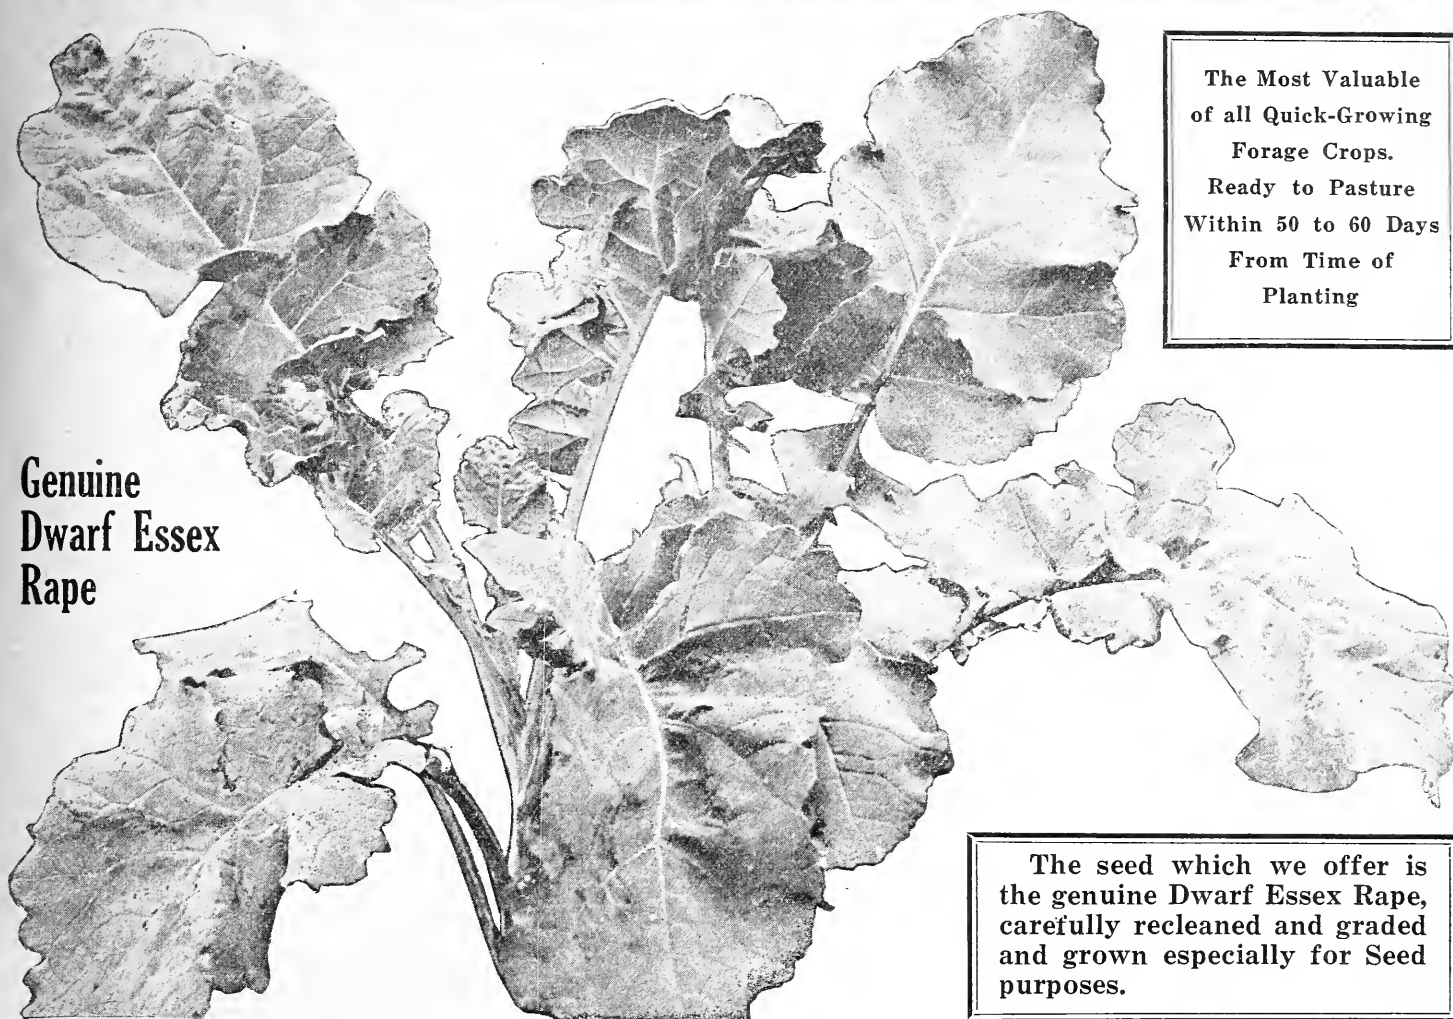 The Most Valuable
of all Quick-Growing
Forage Crops.
Ready to Pasture
Within 50 to 60 Days
From Time of
Planting
Genuine
Dwarf Essex
Rape
The seed which we offer is
the genuine Dwarf Essex Rape,
carefully recleaned and graded
and grown especially for Seed
purposes.